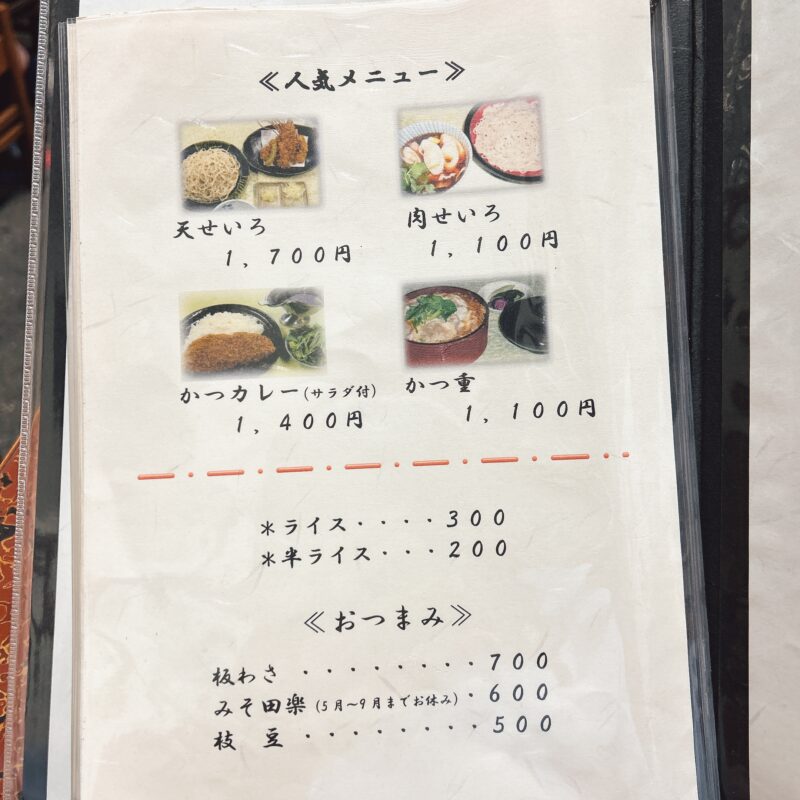 ≪人気メニュー≫
天せいろ
1,700円
肉せいろ
1,100円
かつカレー(サラダ付)
1,400円
かつ重
1,100円
＊ライス・・・・300
＊半ライス・・・200
≪おつまみ≫
板わさ ・・・・・・・・・700
みそ田楽(5月～9月までお休み)・600
枝 豆 ・・・・・・・・・500